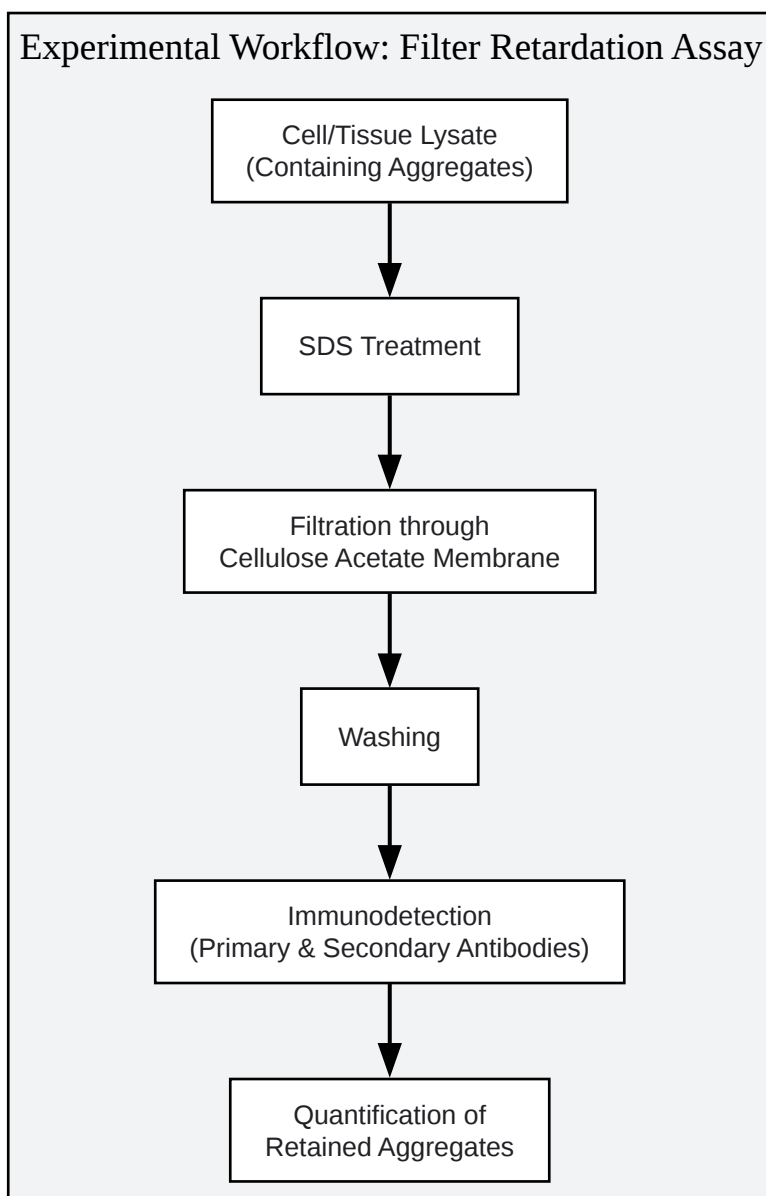 Experimental Workflow: Filter Retardation Assay
Cell/Tissue Lysate
(Containing Aggregates)
SDS Treatment
Filtration through
Cellulose Acetate Membrane
Washing
Immunodetection
(Primary & Secondary Antibodies)
Quantification of
Retained Aggregates